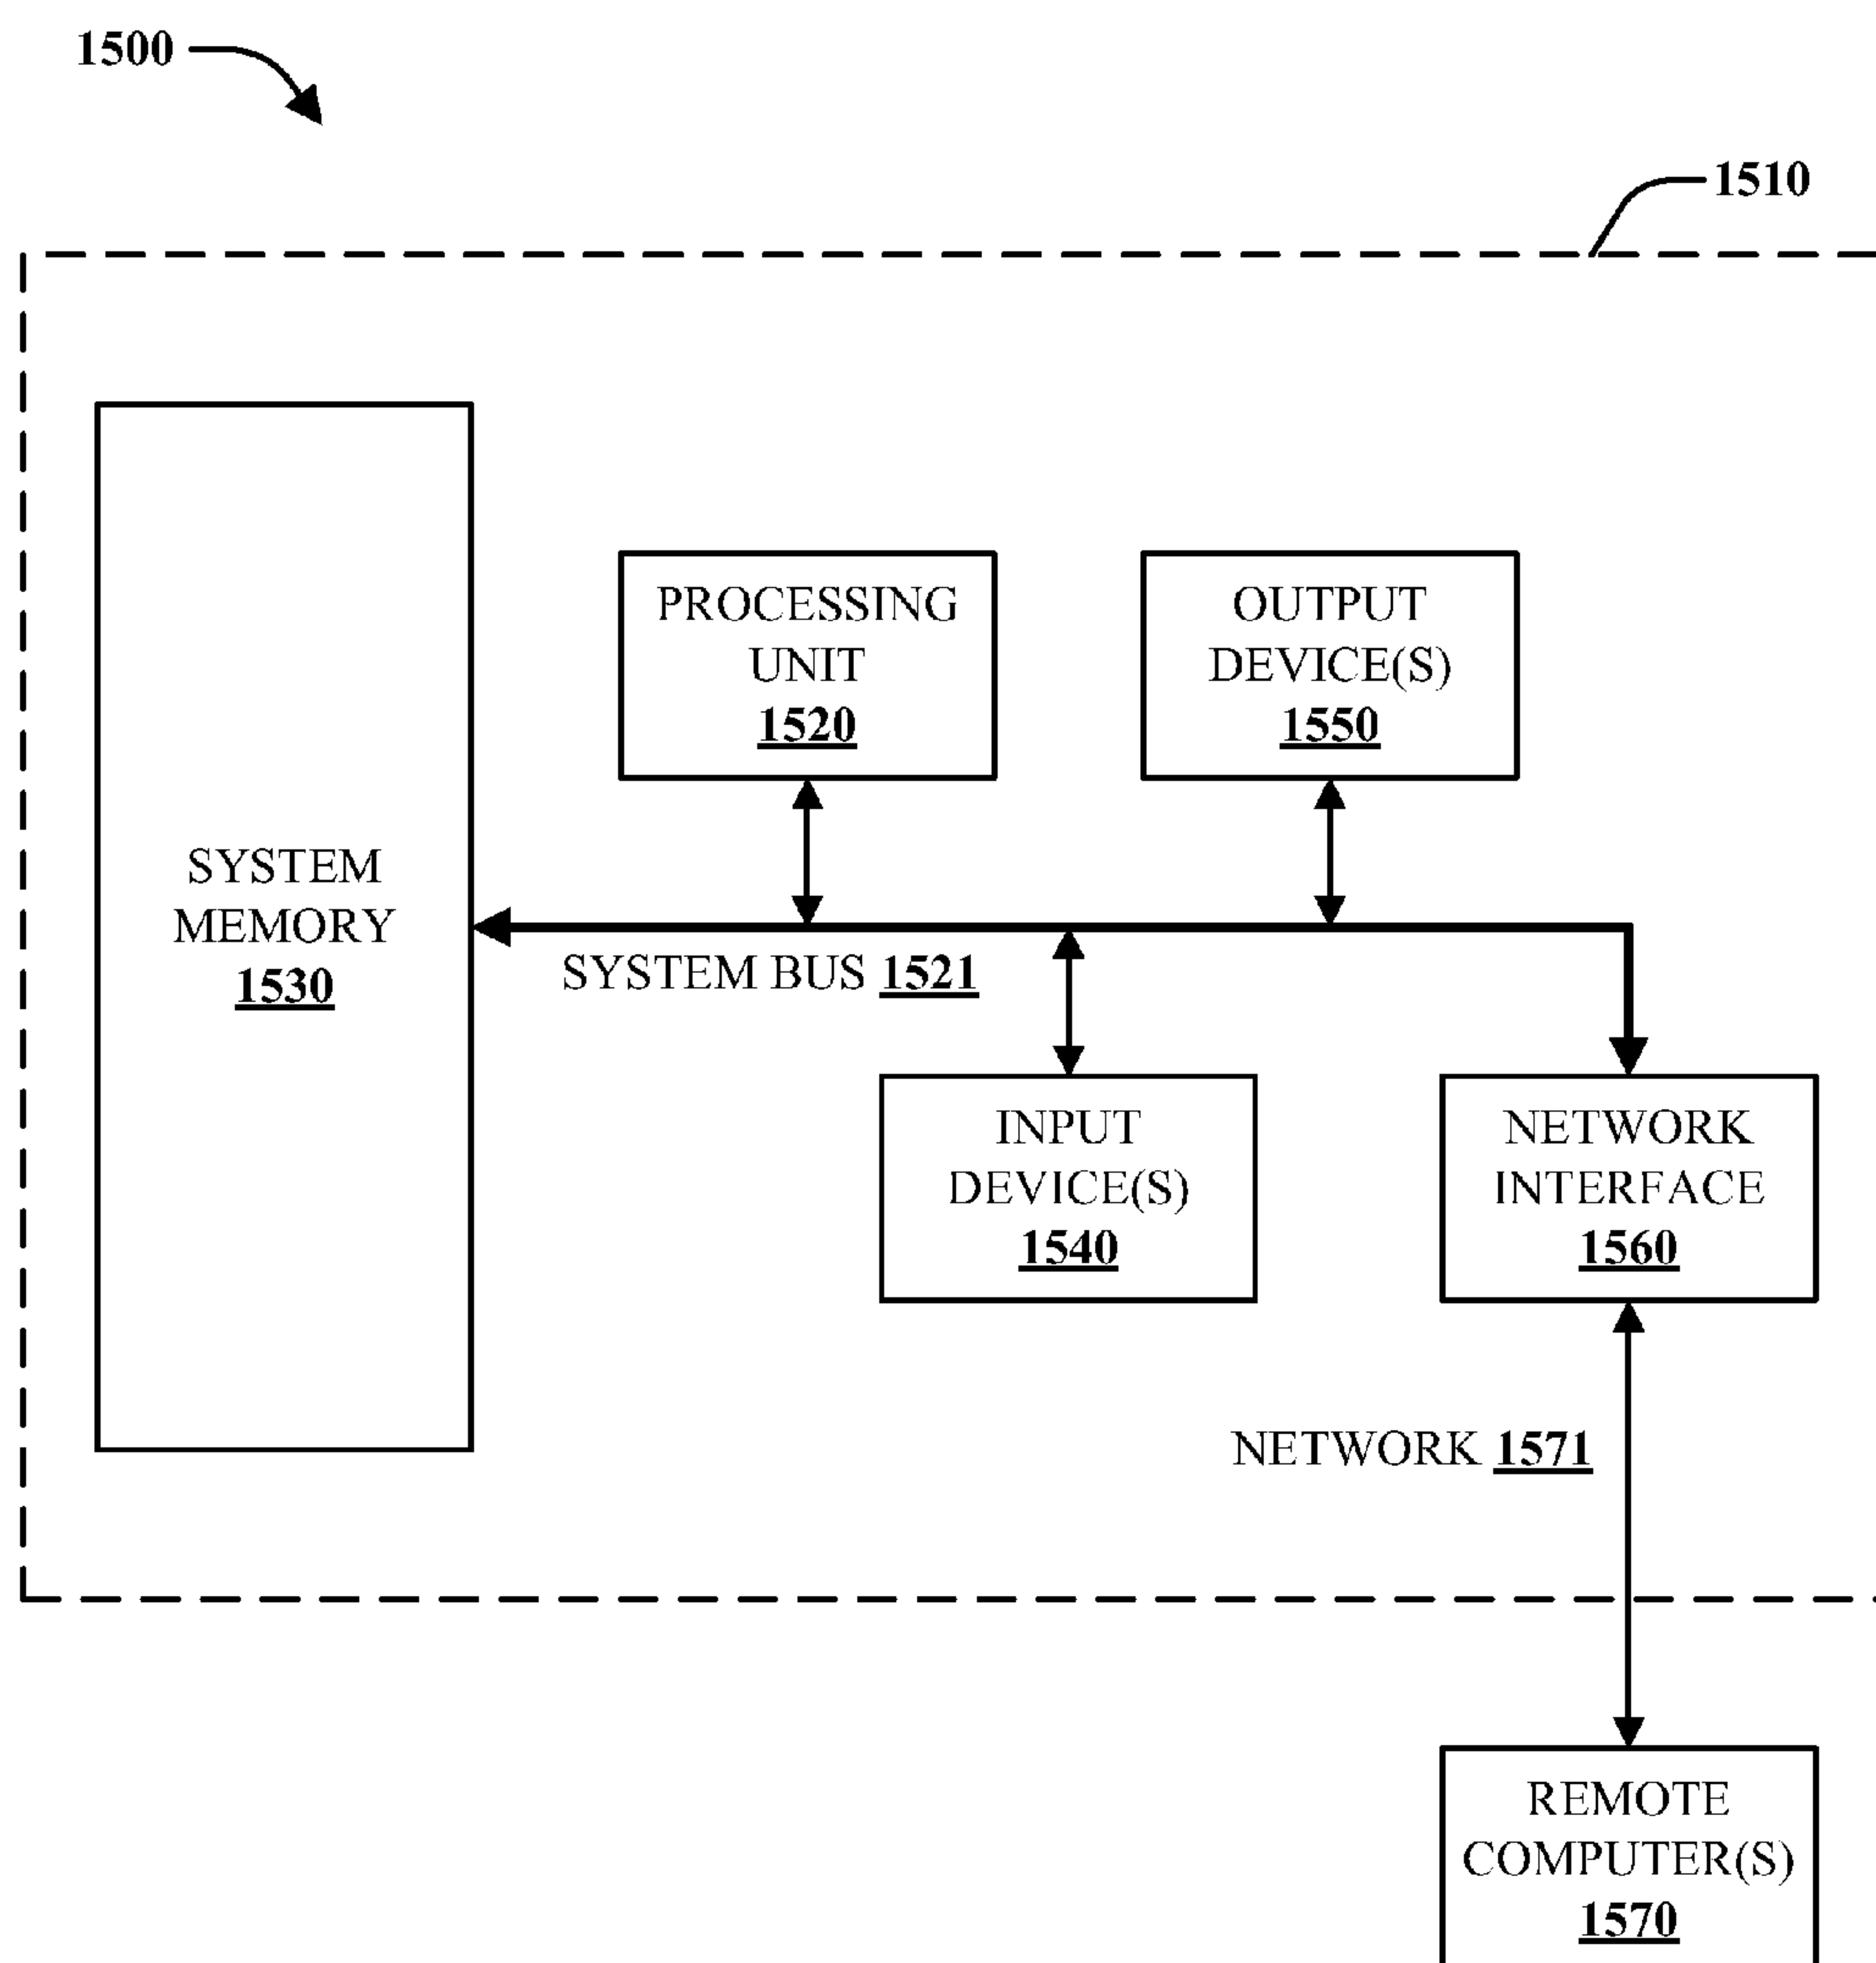 1500
1510
PROCESSING
UNIT
1520
OUTPUT
DEVICE(S)
1550
SYSTEM
MEMORY
1530
SYSTEM BUS 1521
INPUT
DEVICE(S)
1540
NETWORK
INTERFACE
1560
NETWORK 1571
REMOTE
COMPUTER(S)
1570